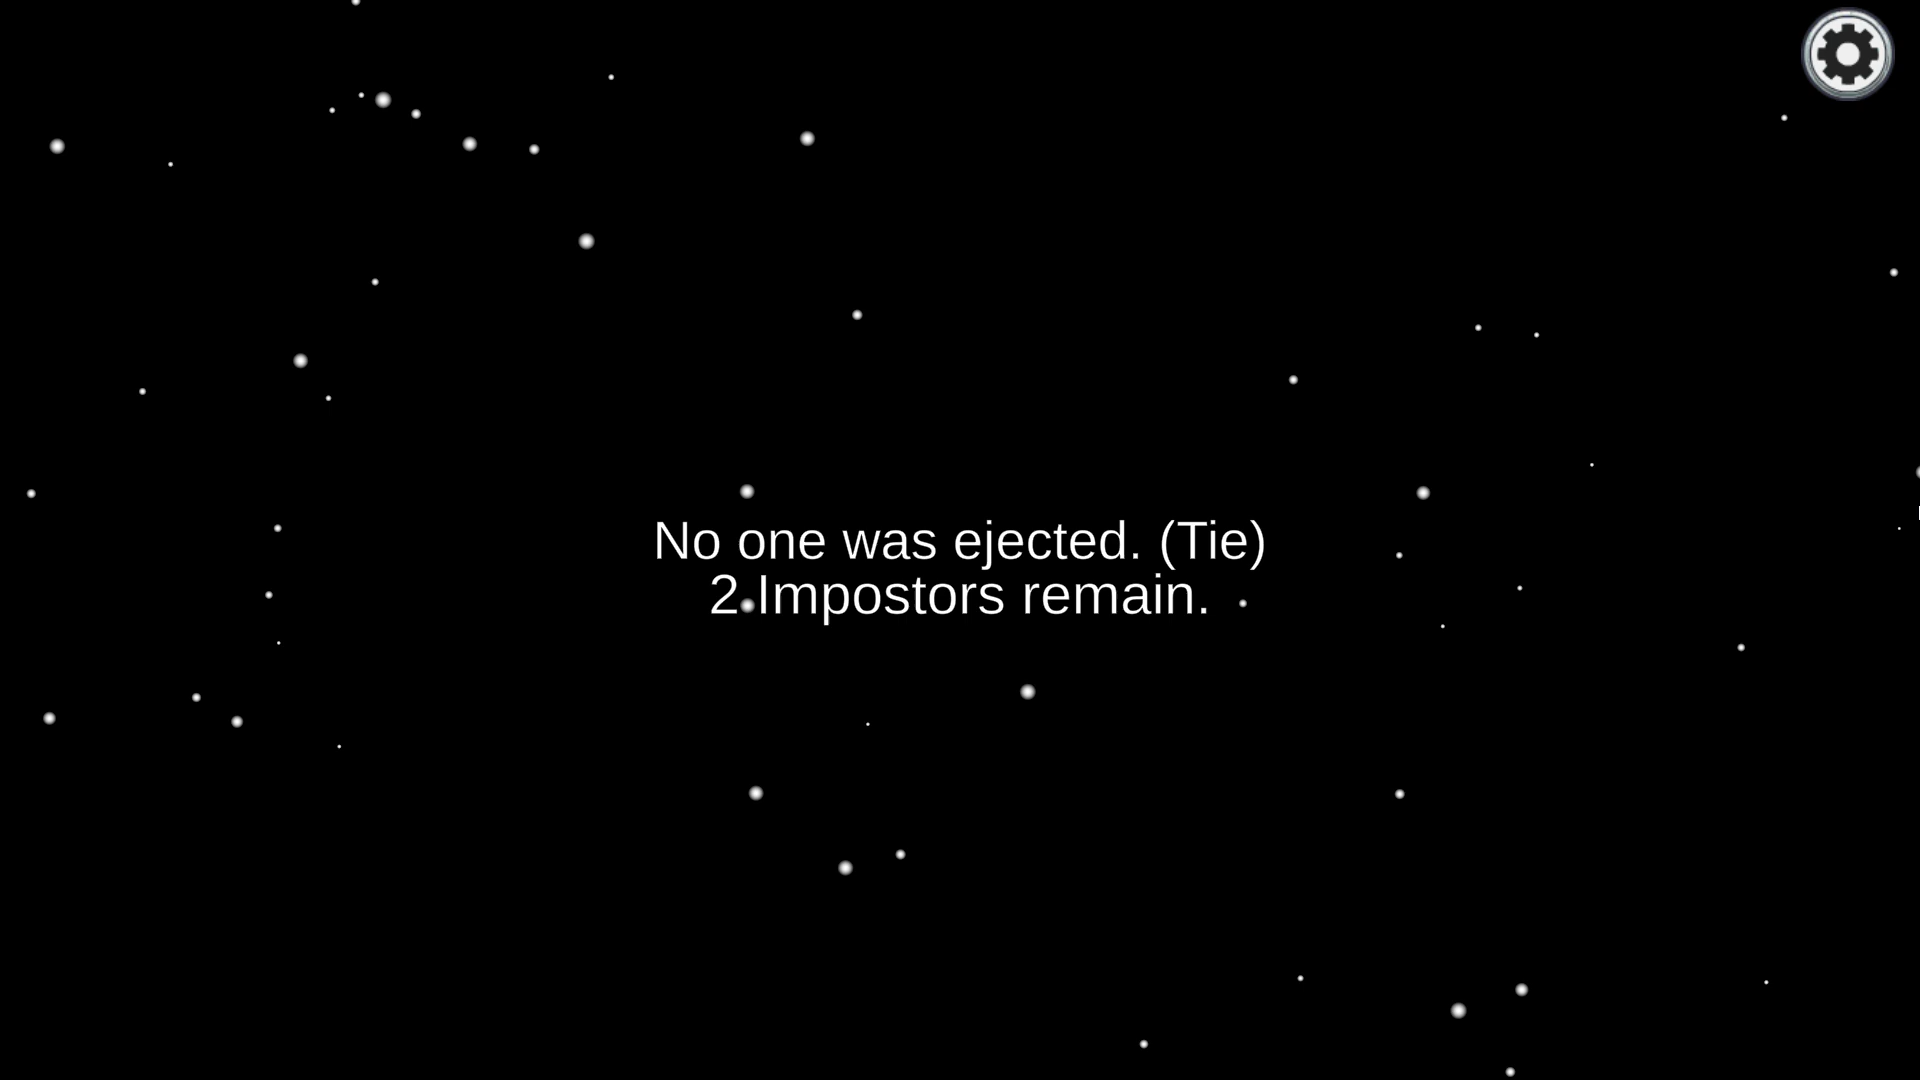 No one was ejected. (Tie)
2 Impostors remain.